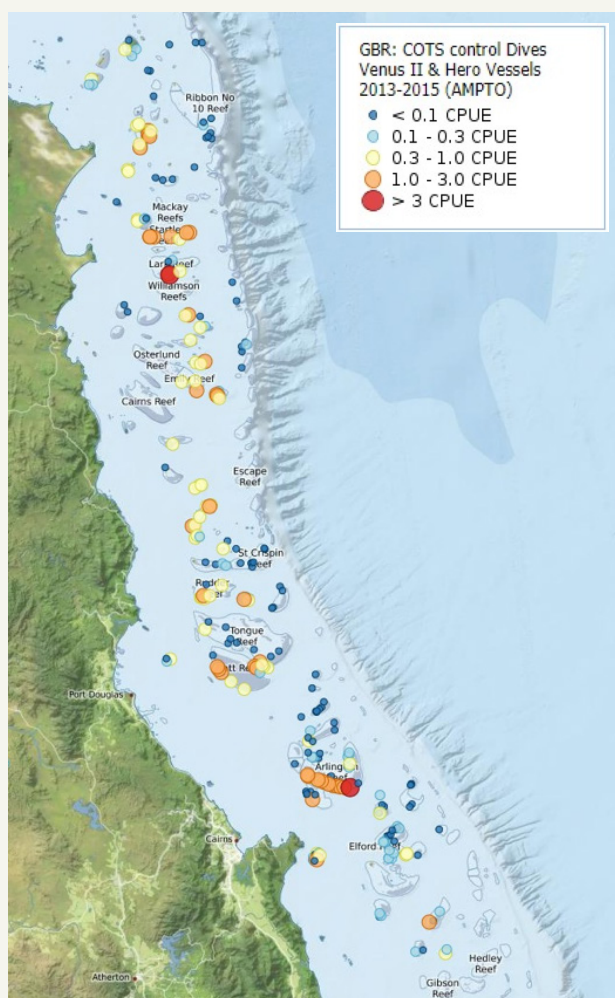 GBR: COTS control Dives
Venus II & Hero Vessels
2013-2015 (AMPTO)
< 0.1 CPUE
0.1 - 0.3 CPUE
0.3 - 1.0 CPUE
1.0 - 3.0 CPUE
> 3 CPUE
Ribbon No
10 Reef
Mackay
Reefs
Williamson
Reefs
Osterlund
Reef
Reef
Cairns Reef
Escape
Reef
St Crispin
Reef
Tongue
Port Douglas
Arlington
Cairns
Elford
Hedley
Reef
Atherton
Gibson
Reef